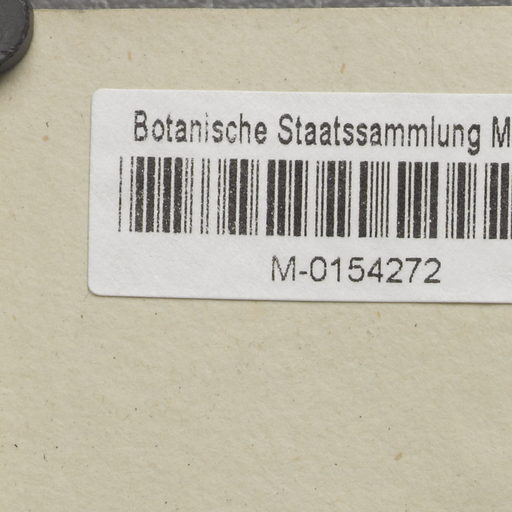 Botanische Staatssammlung M
M-0154272